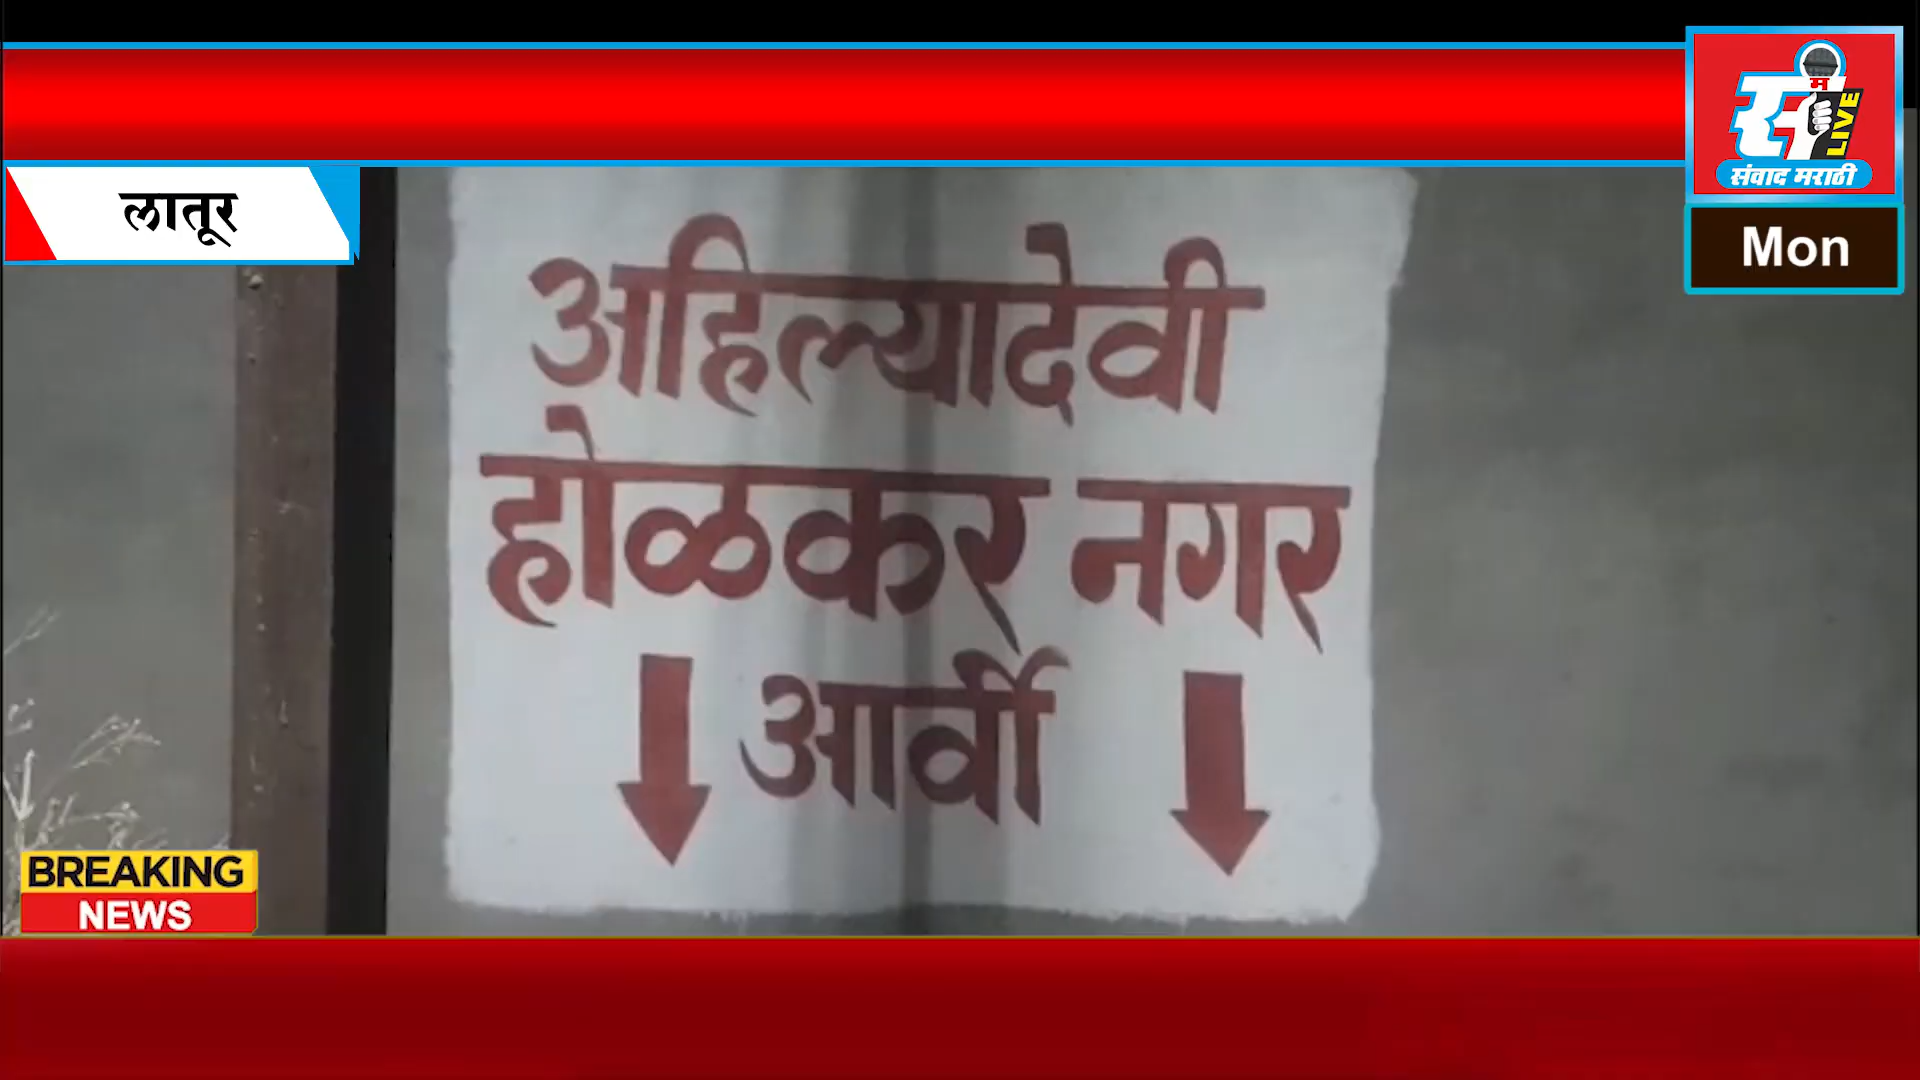 लातूर
म
LIVE
संवाद मराठी
Mon
अहिल्यादेवी
होळकर नगर
आर्वी
BREAKING
NEWS